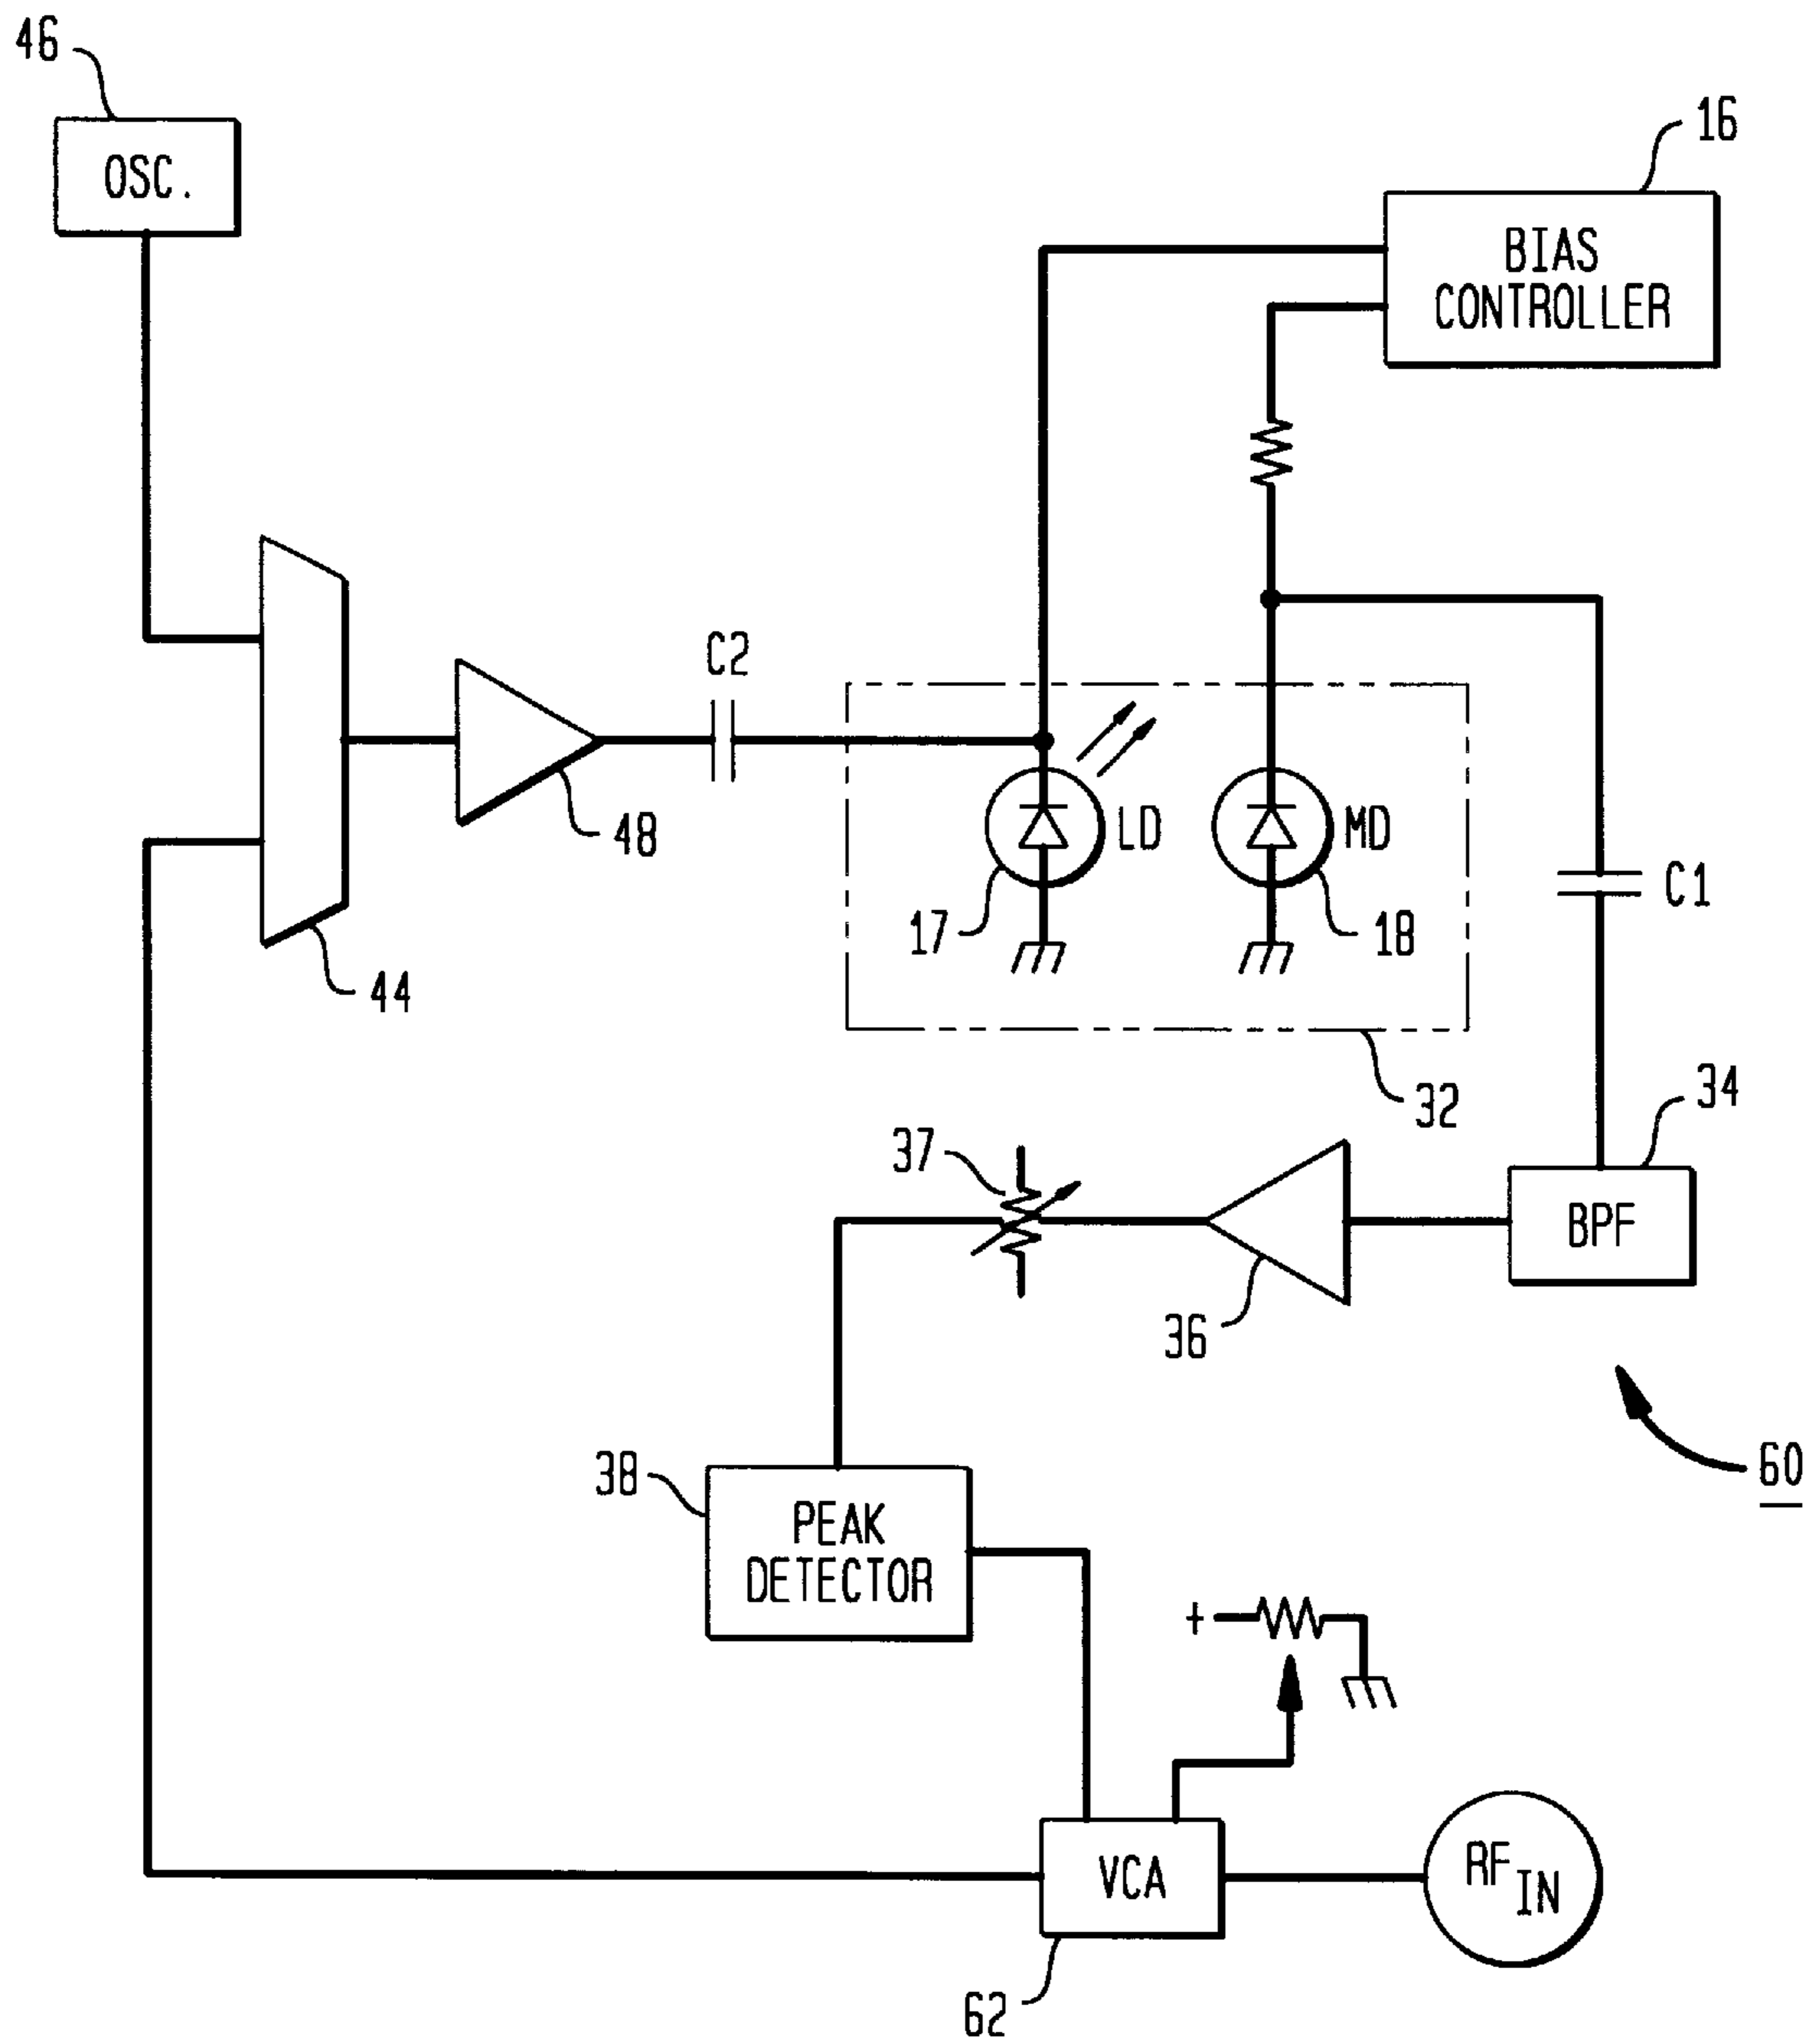 46
OSC.
16
BIAS
CONTROLLER
C2
48
LD
MD
17
18
C1
44
32
34
37
BPF
36
38
PEAK
DETECTOR
60
+
VCA
RF IN
62